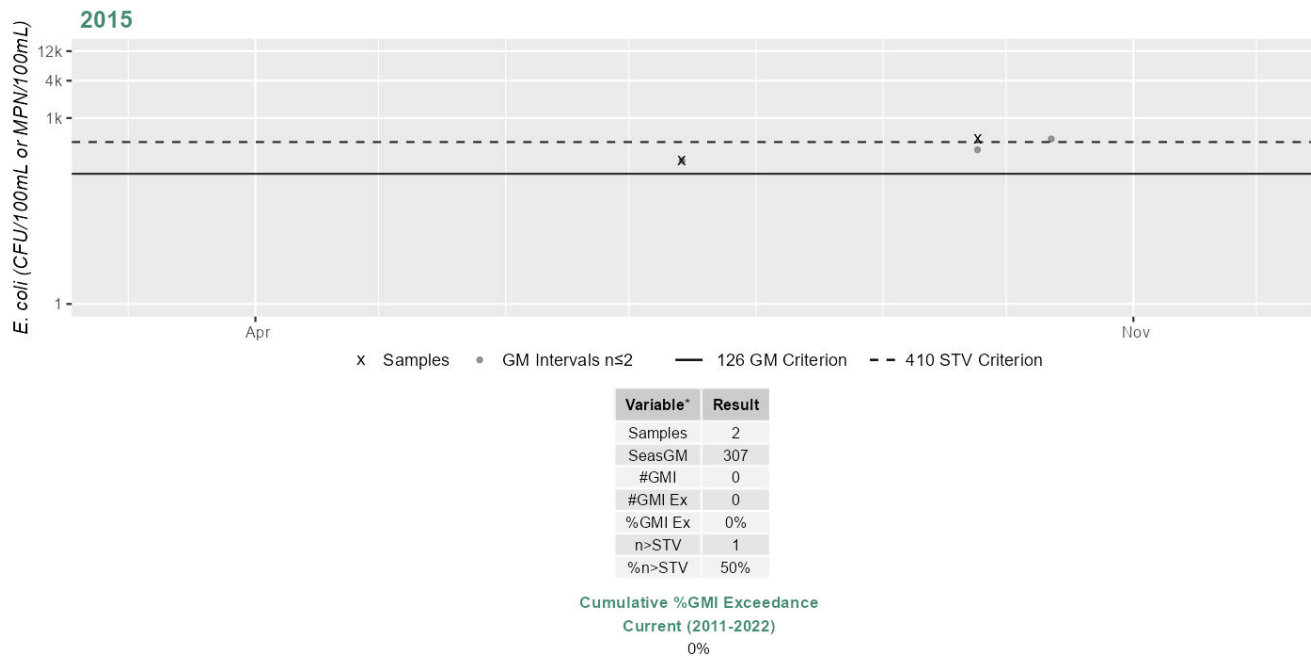 2015
E. coli (CFU/100mL or MPN/100mL)
12k
4k
1k
1
Apr Nov
x Samples GM Intervals n≤2 126 GM Criterion 410 STV Criterion
Variable* Result
Samples 2
SeasGM 307
#GMI 0
#GMI Ex 0
%GMI Ex 0%
n>STV 1
%n>STV 50%
Cumulative %GMI Exceedance
Current (2011-2022)
0%